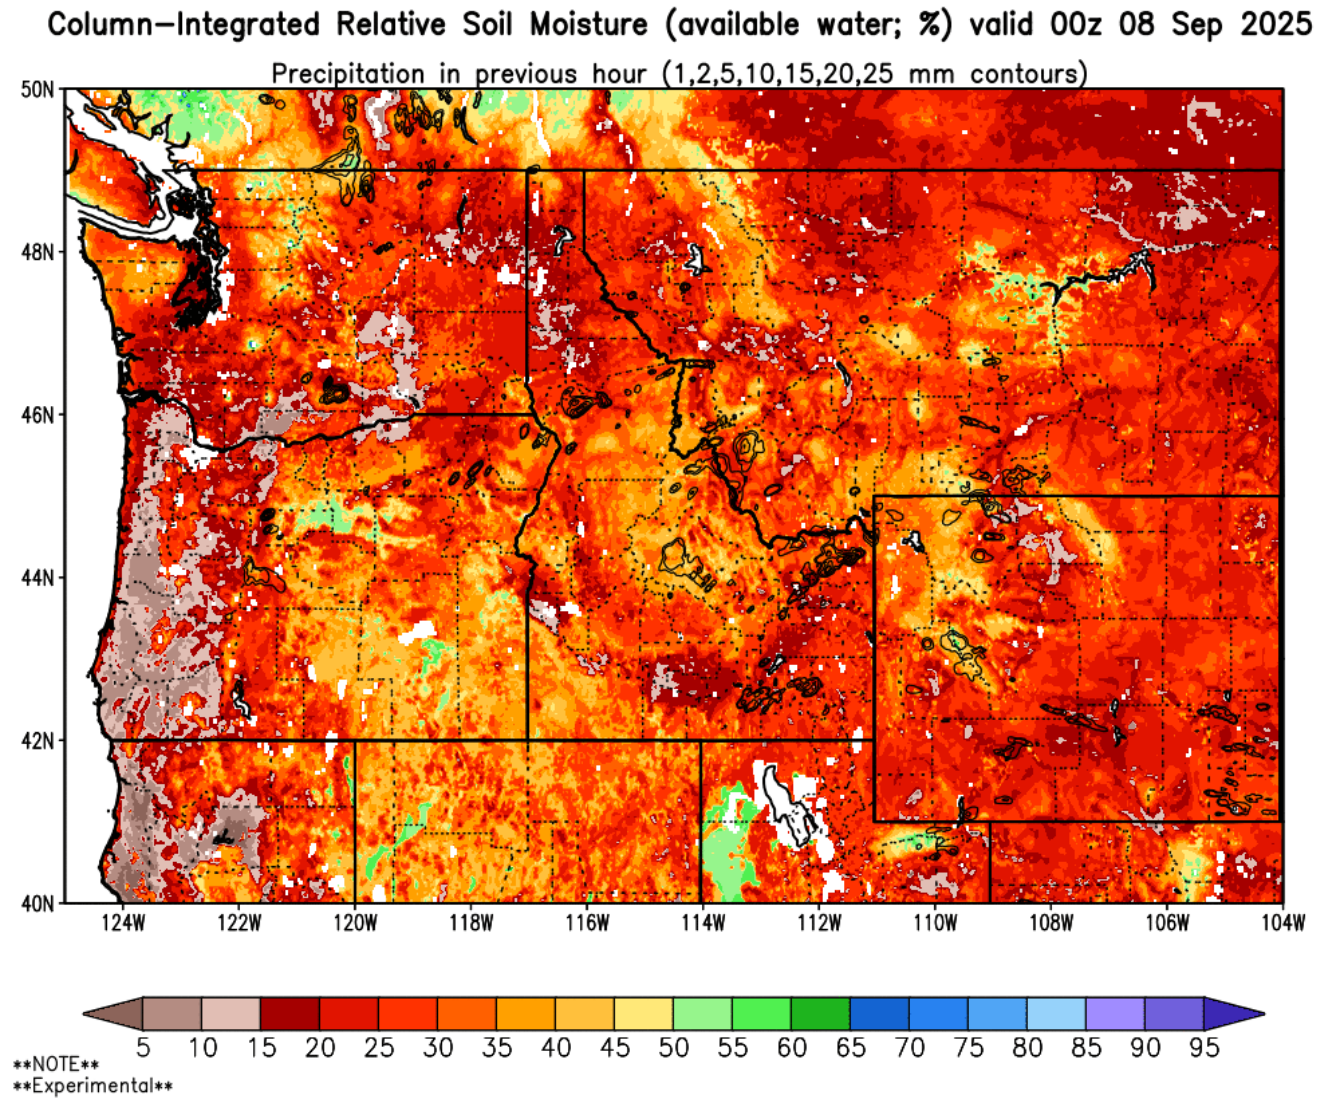 Column-Integrated Relative Soil Moisture (available water; %) valid 00z 08 Sep 2025
Precipitation in previous hour (1,2,5,10,15,20,25 mm contours)
50N
48N
46N
44N
42N
40N
124W 122W 120W 118W 116W 114W 112W 110W 108W 106W 104W
5 10 15 20 25 30 35 40 45 50 55 60 65 70 75 80 85 90 95
**NOTE**
**Experimental**